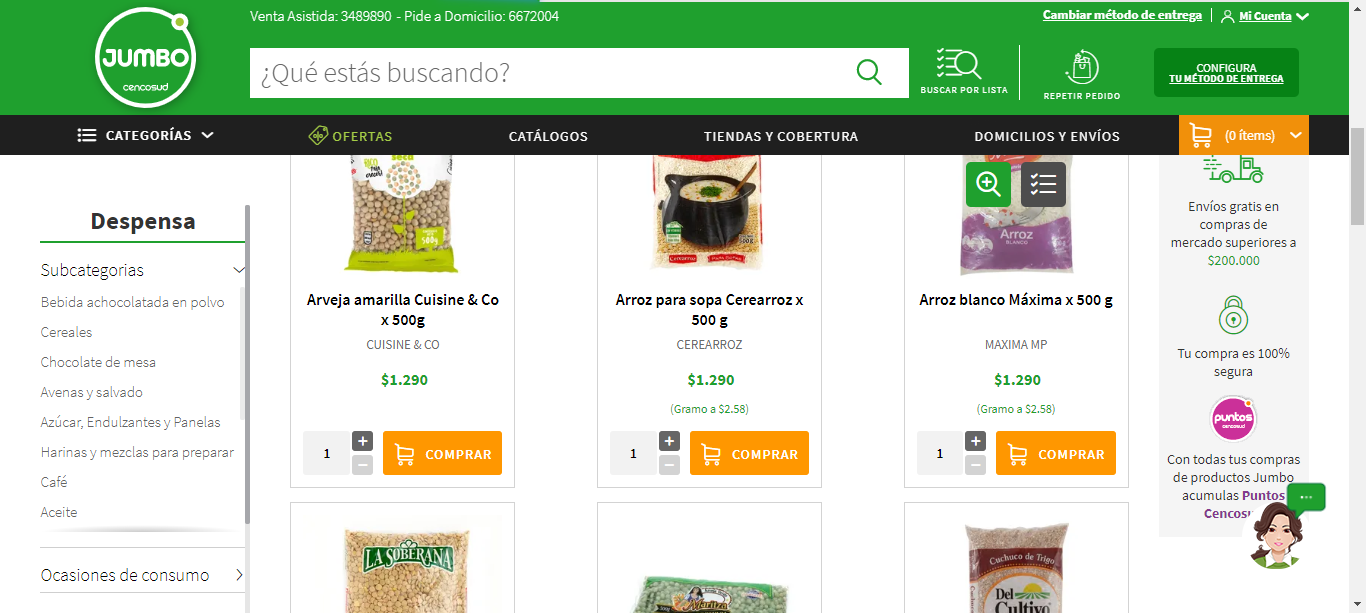 Venta Asistida: 3489890 - Pide a Domicilio: 6672004
Cambiar método de entrega
Mi Cuenta
JUMBO
cencosud
¿Qué estás buscando?
BUSCAR POR LISTA
REPETIR PEDIDO
CONFIGURA
TU MÉTODO DE ENTREGA
CATEGORÍAS
OFERTAS
CATÁLOGOS
TIENDAS Y COBERTURA
DOMICILIOS Y ENVÍOS
(0 ítems)
Despensa
Subcategorias
Bebida achocolatada en polvo
Cereales
Chocolate de mesa
Avenas y salvado
Azúcar, Endulzantes y Panelas
Harinas y mezclas para preparar
Café
Aceite
Ocasiones de consumo
seca
500g
Arveja amarilla Cuisine & Co
x 500g
CUISINE & CO
$1.290
1
+
−
COMPRAR
500g
Arroz para sopa Cerearroz x
500 g
CEREARROZ
$1.290
(Gramo a $2.58)
1
+
−
COMPRAR
Arroz
BLANCO
Arroz blanco Máxima x 500 g
MAXIMA MP
$1.290
(Gramo a $2.58)
1
+
−
COMPRAR
LA SOBERANA
Maritza
Cuchuco de Trigo
Del
Cultivo
Envíos gratis en
compras de
mercado superiores a
$200.000
Tu compra es 100%
segura
puntos
cencosud
Con todas tus compras
de productos Jumbo
acumulas Puntos